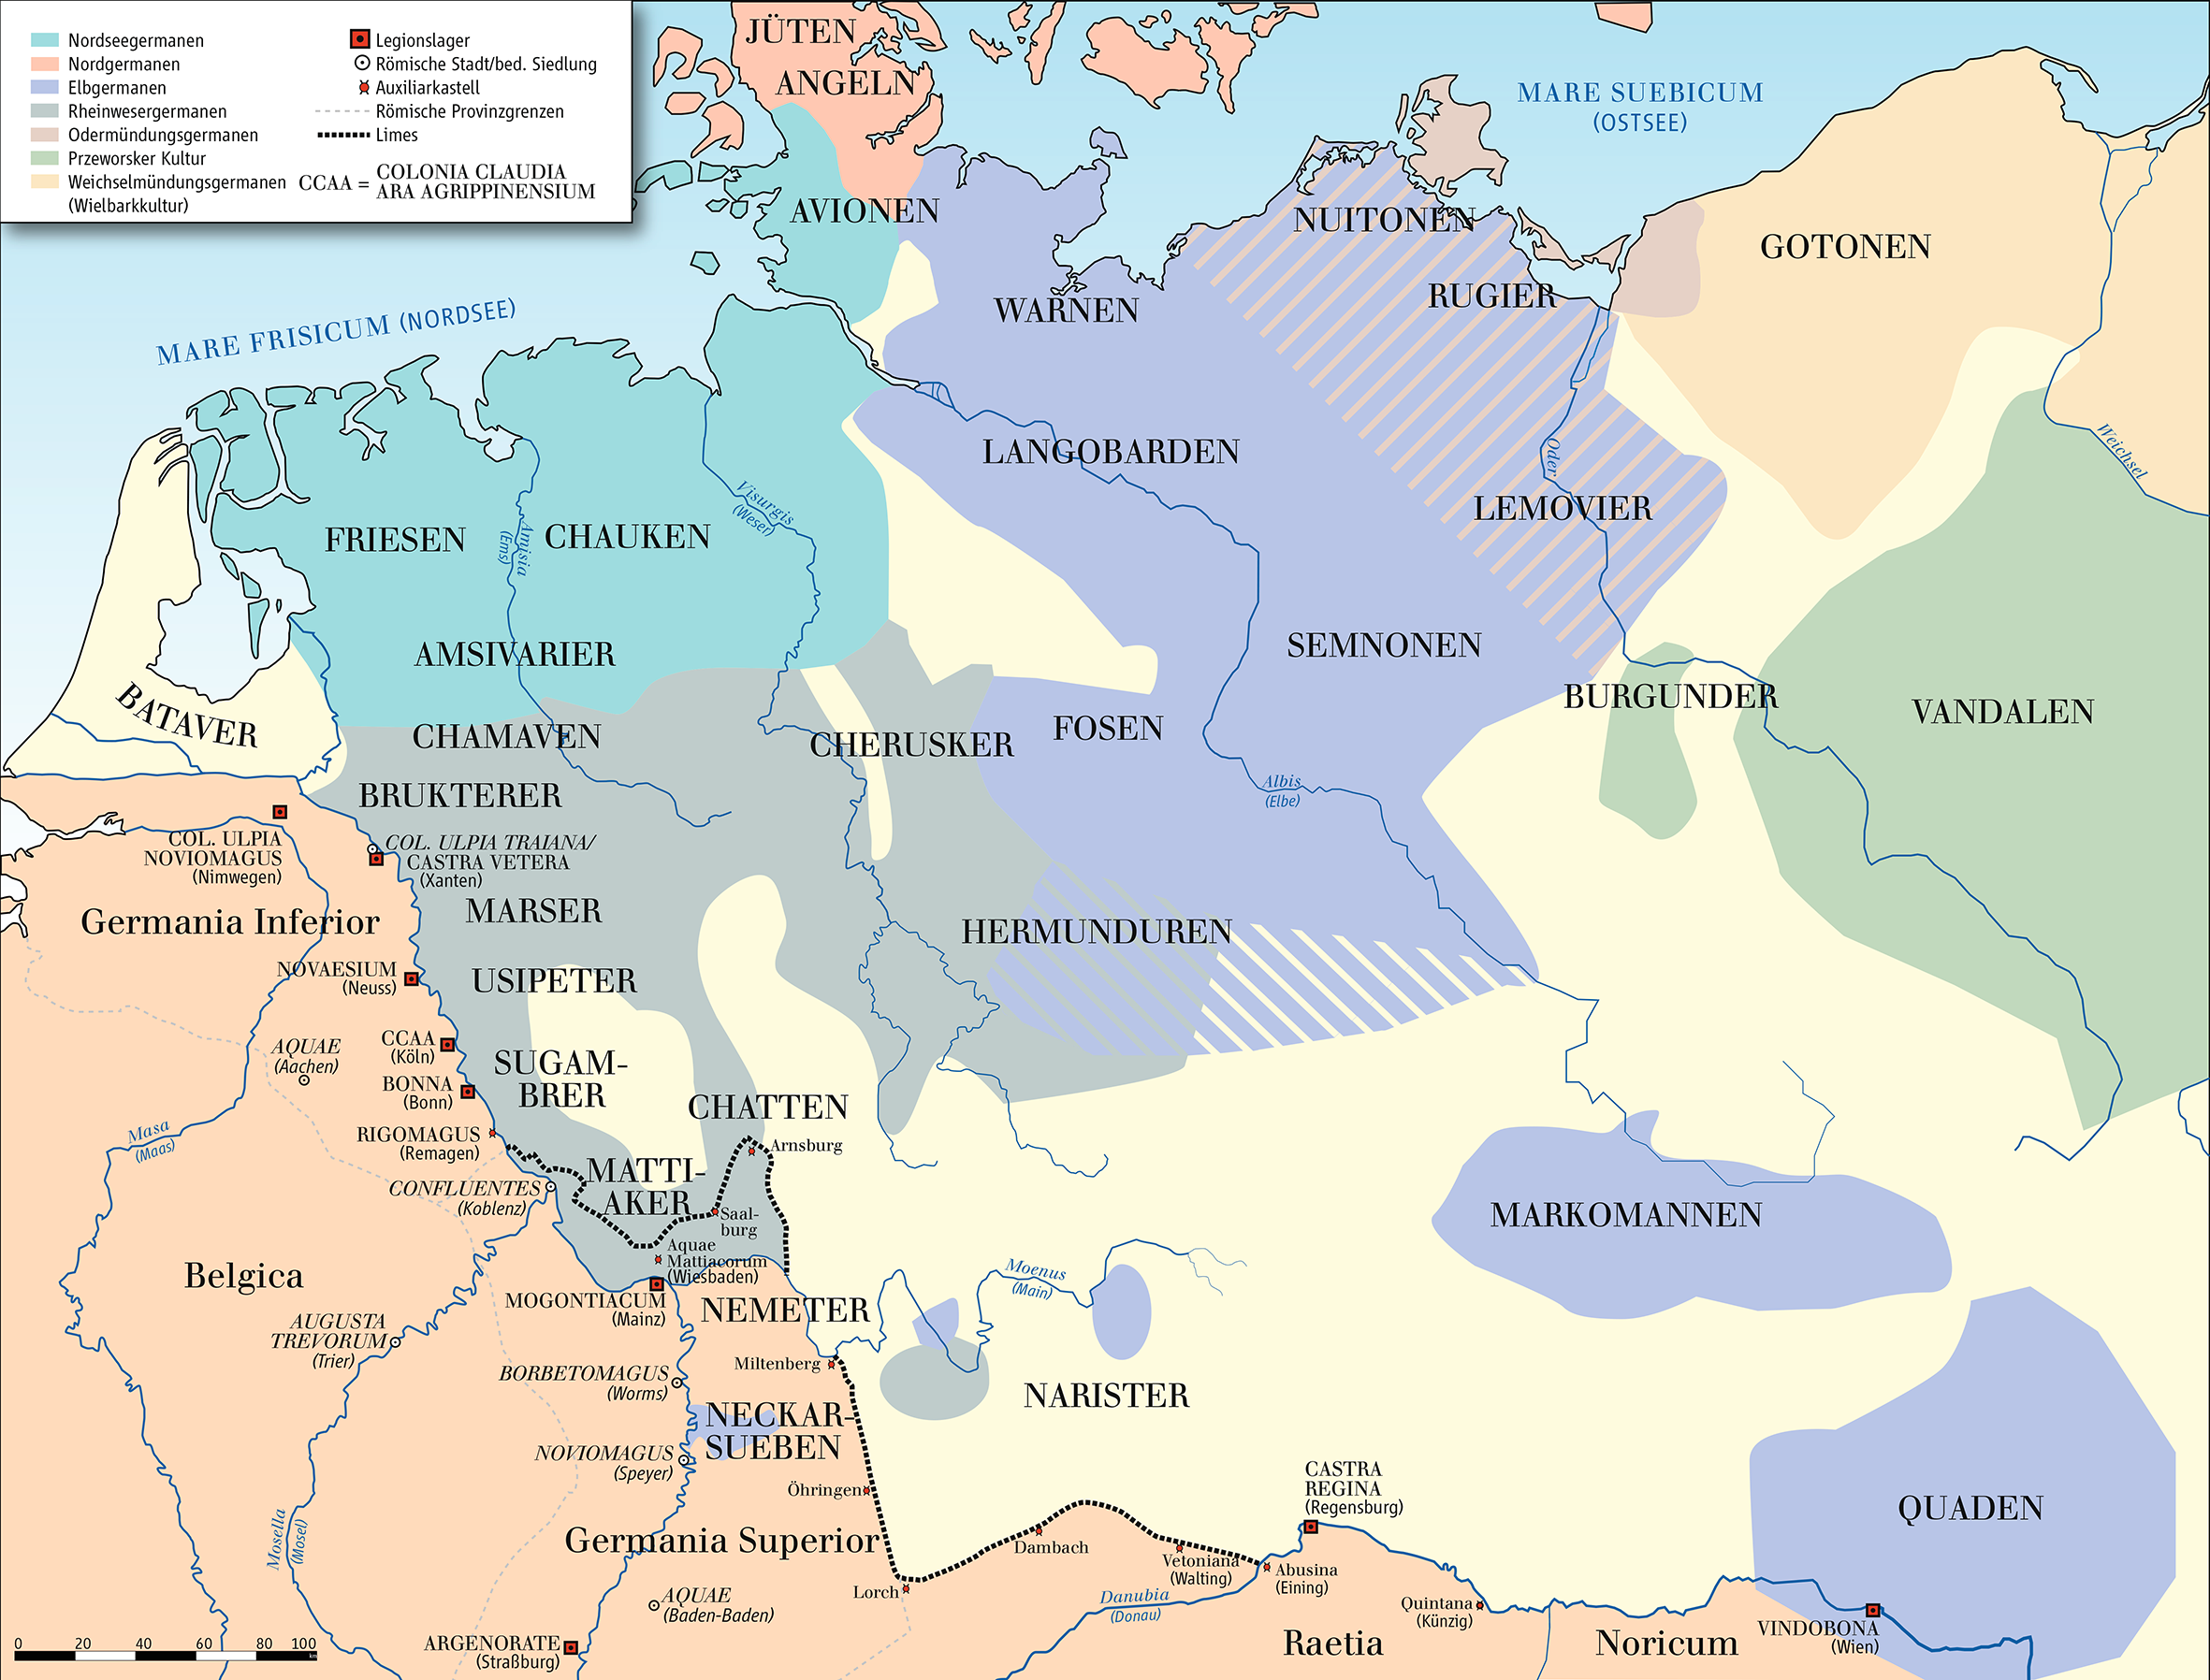 Nordseegermanen
Nordgermanen
Elbgermanen
Rheinwesergermanen
Odermündungsgermanen
Przeworsker Kultur
Weichselmündungsgermanen
(Wielbarkkultur)
Legionslager
Römische Stadt/bed. Siedlung
Auxiliarkastell
Römische Provinzgrenzen
Limes
CCAA = COLONIA CLAUDIA
ARA AGRIPPINENSIUM
JÜTEN
ANGELN
MARE SUEBICUM
(OSTSEE)
AVIONEN
NUITONEN
GOTONEN
MARE FRISICUM (NORDSEE)
WARNEN
RUGIER
LANGOBARDEN
Oder
Weichsel
LEMOVIER
Visurgis
(Weser)
FRIESEN
Amisia
(Ems)
CHAUKEN
AMSIVARIER
SEMNONEN
BATAVER
BURGUNDER
VANDALEN
CHAMAVEN
CHERUSKER
FOSEN
BRUKTERER
Albis
(Elbe)
COL. ULPIA
NOVIOMAGUS
(Nimwegen)
COL. ULPIA TRAIANA/
CASTRA VETERA
(Xanten)
Germania Inferior
MARSER
HERMUNDUREN
NOVAESIUM
(Neuss)
USIPETER
AQUAE
(Aachen)
CCAA
(Köln)
BONNA
(Bonn)
SUGAM-
BRER
CHATTEN
Masa
(Maas)
RIGOMAGUS
(Remagen)
Arnsburg
CONFLUENTES
(Koblenz)
MATTI-
AKER
Saal-
burg
MARKOMANNEN
Aquae
Mattiacorum
(Wiesbaden)
Belgica
MOGONTIACUM
(Mainz)
NEMETER
Moenus
(Main)
AUGUSTA
TREVORUM
(Trier)
Miltenberg
BORBETOMAGUS
(Worms)
NARISTER
NECKAR-
SUEBEN
NOVIOMAGUS
(Speyer)
Öhringen
CASTRA
REGINA
(Regensburg)
QUADEN
Mosella
(Mosel)
Germania Superior
Dambach
Vetoniana
(Walting)
Abusina
(Eining)
Lorch
AQUAE
(Baden-Baden)
Danubia
(Donau)
Quintana
(Künzig)
VINDOBONA
(Wien)
ARGENORATE
(Straßburg)
Raetia
Noricum
0 20 40 60 80 100
km